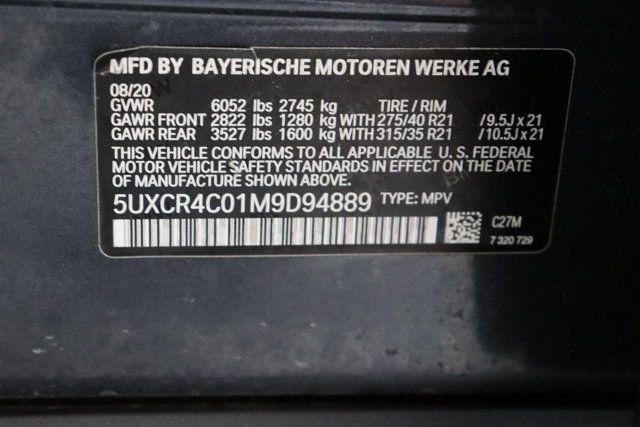 MFD BY BAYERISCHE MOTOREN WERKE AG
08/20
GVWR 6052 lbs 2745 kg TIRE / RIM
GAWR FRONT 2822 lbs 1280 kg WITH 275/40 R21 / 9.5J x 21
GAWR REAR 3527 lbs 1600 kg WITH 315/35 R21 / 10.5J x 21
THIS VEHICLE CONFORMS TO ALL APPLICABLE U. S. FEDERAL
MOTOR VEHICLE SAFETY STANDARDS IN EFFECT ON THE DATE
OF MANUFACTURE SHOWN ABOVE.
5UXCR4C01M9D94889 TYPE: MPV
C27M
7 320 729